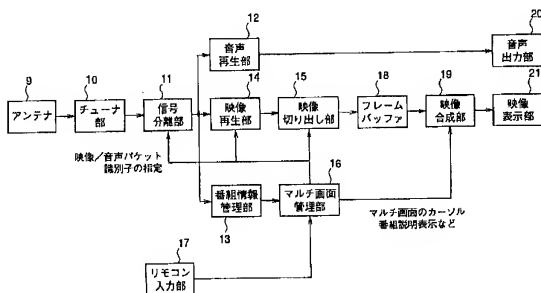 12
音声
再生部
20
音声
出力部
9
アンテナ
10
チューナ
部
11
信号
分離部
14
映像
再生部
15
映像
切り出し部
18
フレーム
バッファ
19
映像
合成部
21
映像
表示部
映像/音声パケット
識別子の指定
番組情報
管理部
13
16
マルチ画面
管理部
マルチ画面のカーソル
番組説明表示など
17
リモコン
入力部